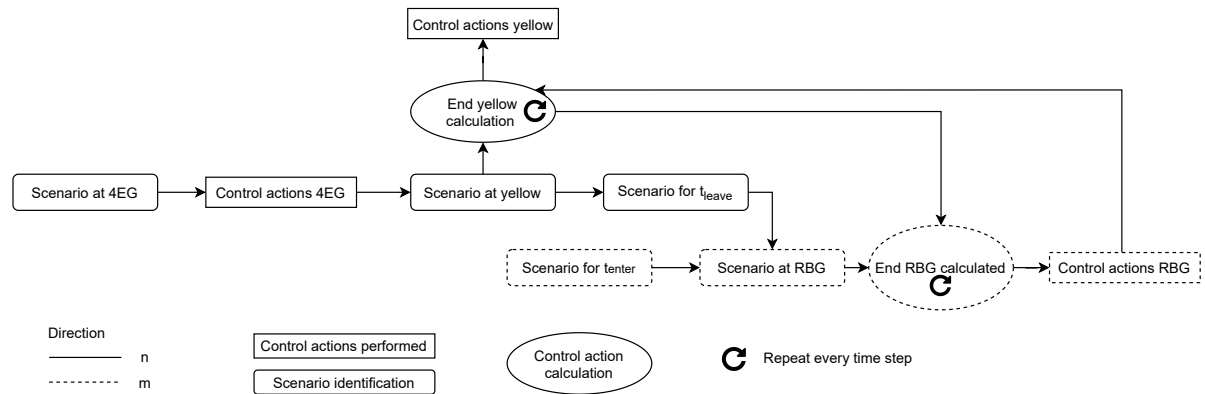 Control actions yellow
End yellow
calculation
Scenario at 4EG
Control actions 4EG
Scenario at yellow
Scenario for tleave
Scenario for tenter
Scenario at RBG
End RBG calculated
Control actions RBG
Direction
n
m
Control actions performed
Scenario identification
Control action
calculation
Repeat every time step